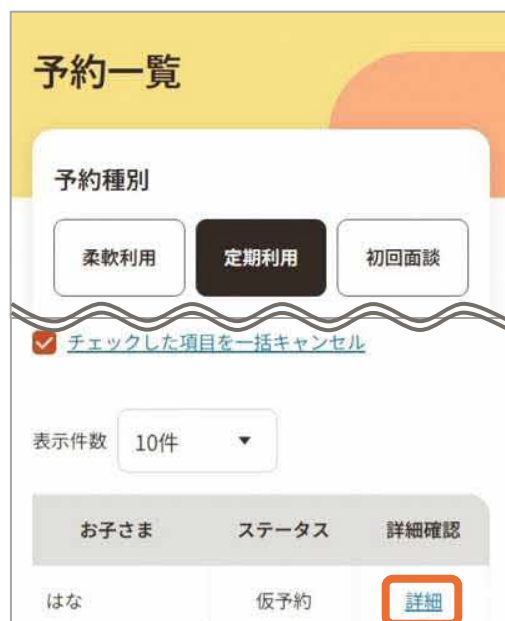 予約一覧
予約種別
柔軟利用 定期利用 初回面談
チェックした項目を一括キャンセル
表示件数 10件
お子さま ステータス 詳細確認
はな 仮予約 詳細